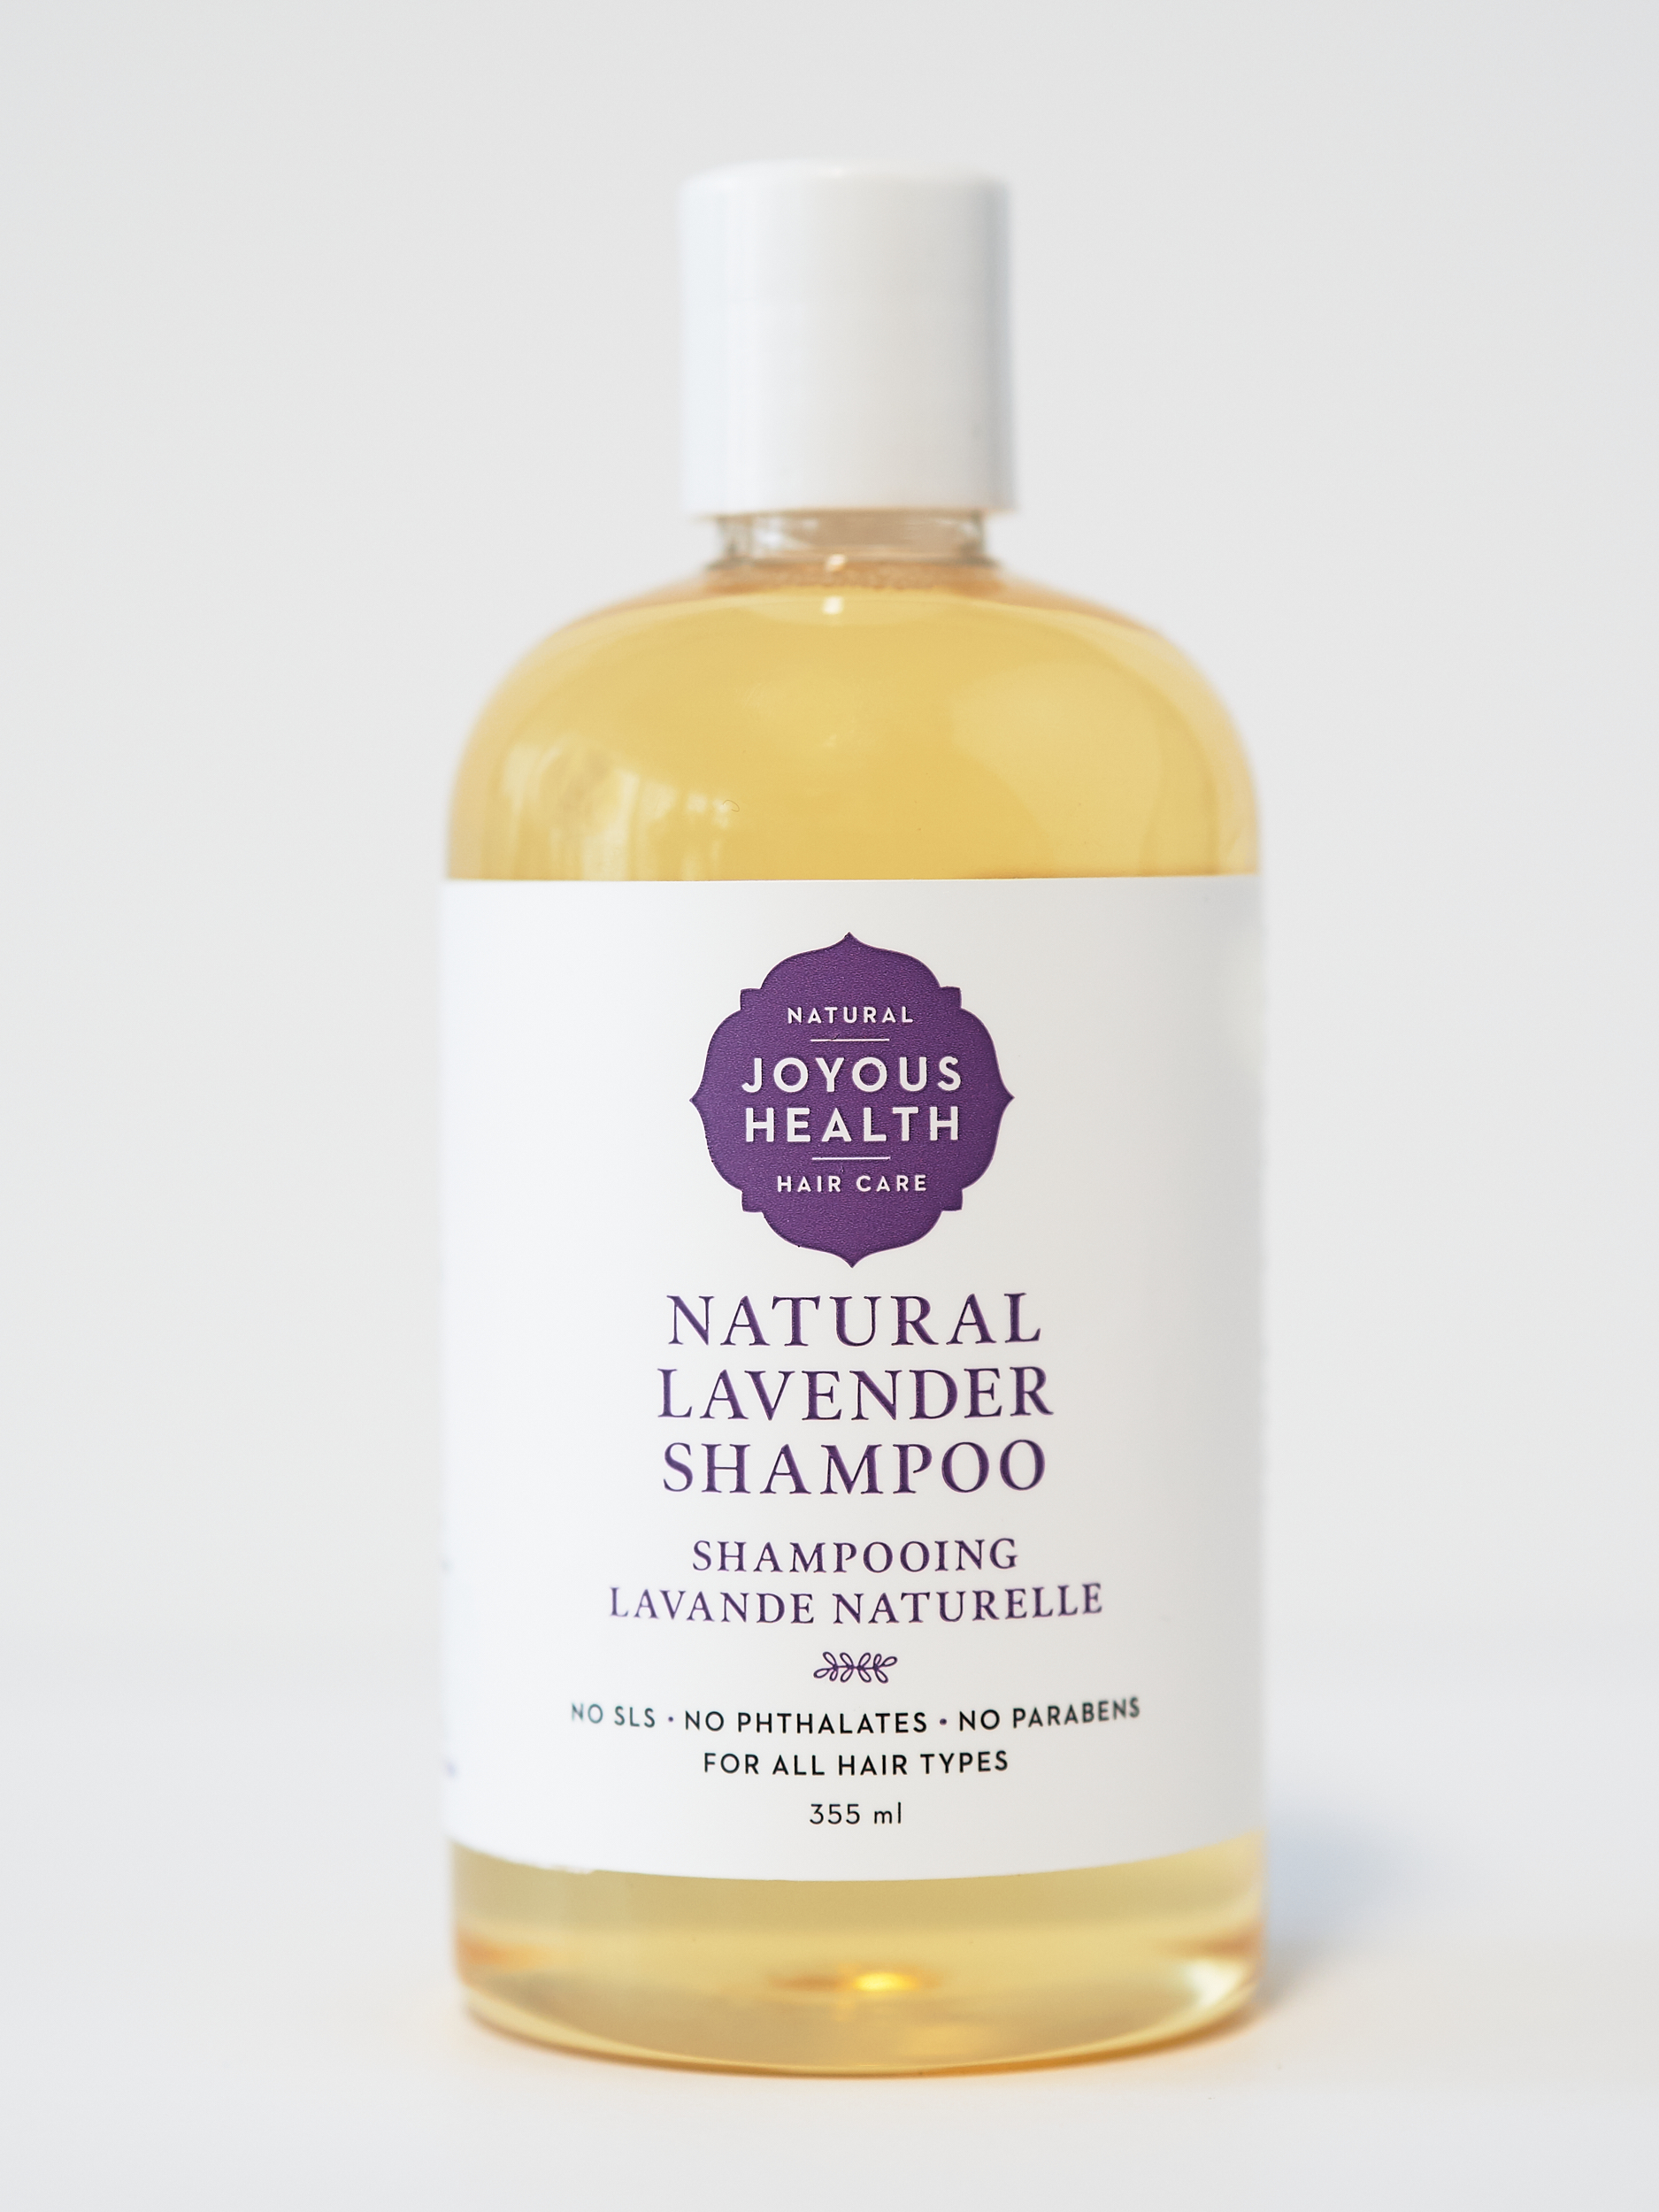 NATURAL
JOYOUS
HEALTH
HAIR CARE
NATURAL
LAVENDER
SHAMPOO
SHAMPOOING
LAVANDE NATURELLE
NO SLS • NO PHTHALATES • NO PARABENS
FOR ALL HAIR TYPES
355 ml